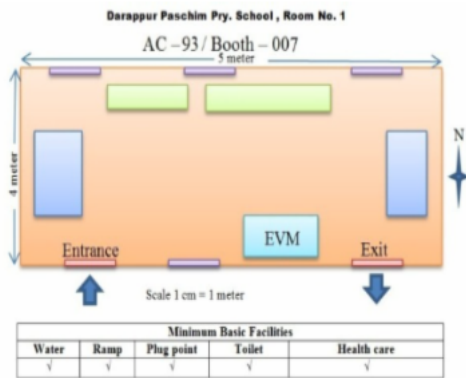 Darappur Paschim Pry. School , Room No. 1
AC – 93 / Booth – 007
5 meter
4 meter
N
EVM
Entrance
Exit
Scale 1 cm = 1 meter
Minimum Basic Facilities
Water Ramp Plug point Toilet Health care
√ √ √ √ √